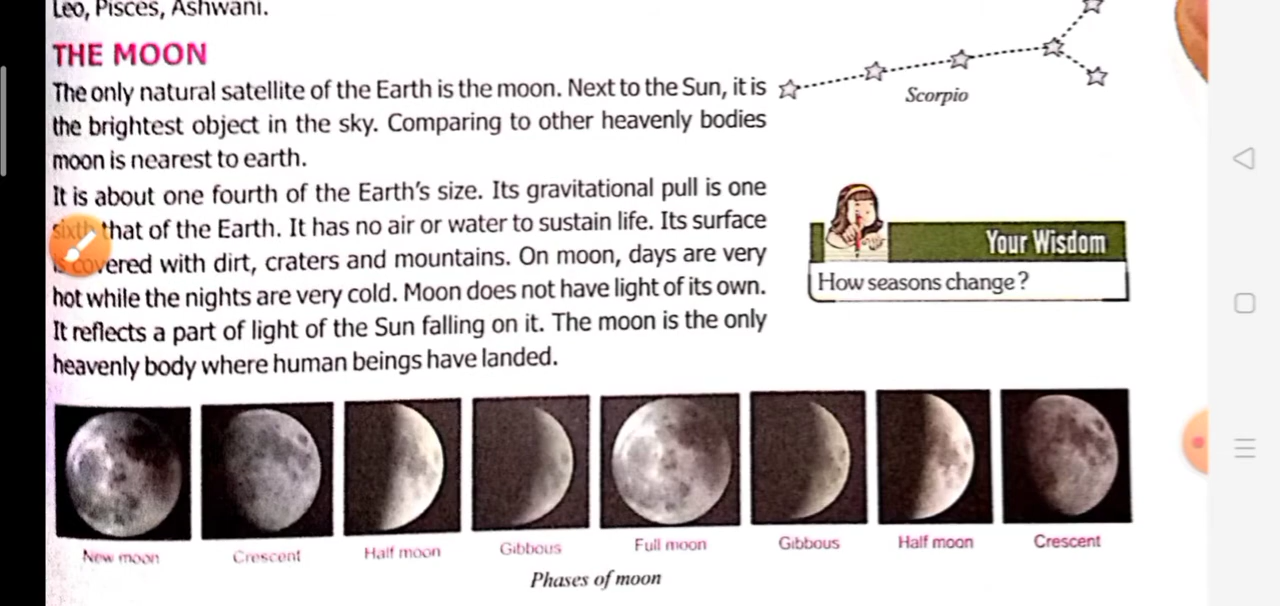 Leo, Pisces, Ashwani.
THE MOON
The only natural satellite of the Earth is the moon. Next to the Sun, it is
the brightest object in the sky. Comparing to other heavenly bodies
moon is nearest to earth.
Scorpio
It is about one fourth of the Earth's size. Its gravitational pull is one
sixth that of the Earth. It has no air or water to sustain life. Its surface
is covered with dirt, craters and mountains. On moon, days are very
hot while the nights are very cold. Moon does not have light of its own.
It reflects a part of light of the Sun falling on it. The moon is the only
heavenly body where human beings have landed.
Your Wisdom
How seasons change?
New moon
Crescent
Half moon
Gibbous
Full moon
Gibbous
Half moon
Crescent
Phases of moon